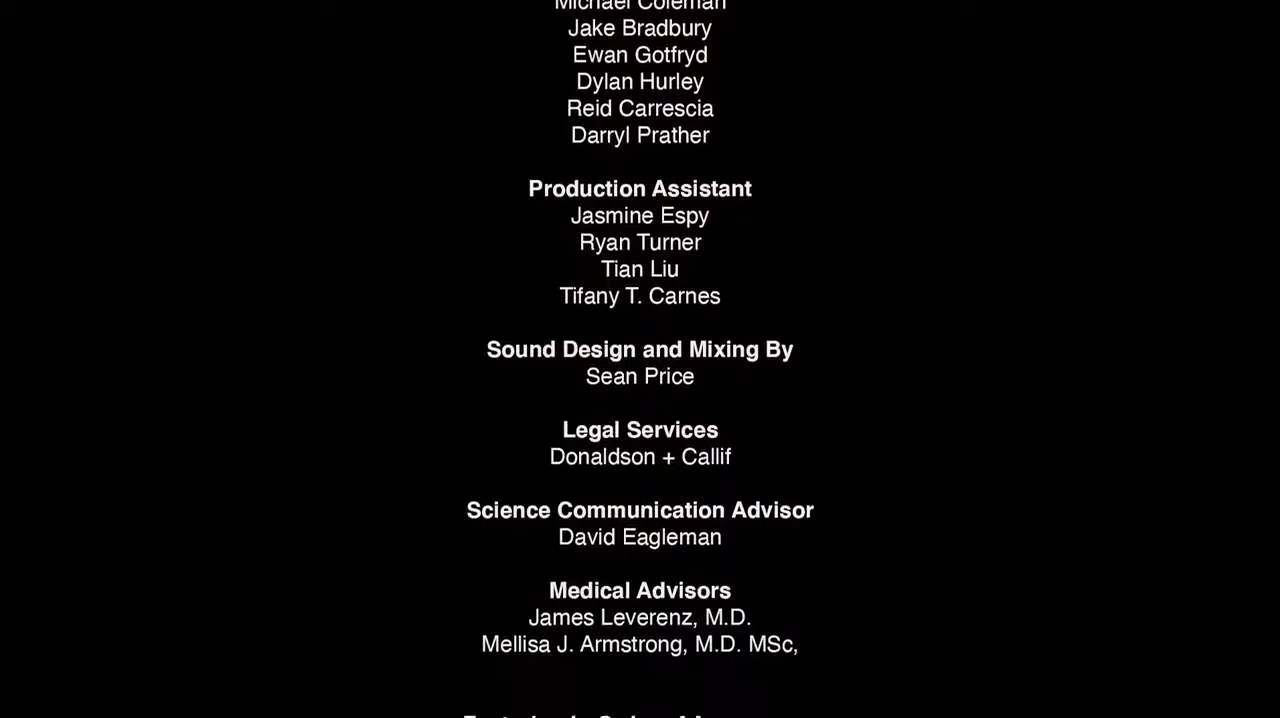 Michael Coleman
Jake Bradbury
Ewan Gotfryd
Dylan Hurley
Reid Carrescia
Darryl Prather
Production Assistant
Jasmine Espy
Ryan Turner
Tian Liu
Tifany T. Carnes
Sound Design and Mixing By
Sean Price
Legal Services
Donaldson + Callif
Science Communication Advisor
David Eagleman
Medical Advisors
James Leverenz, M.D.
Mellisa J. Armstrong, M.D. MSc,